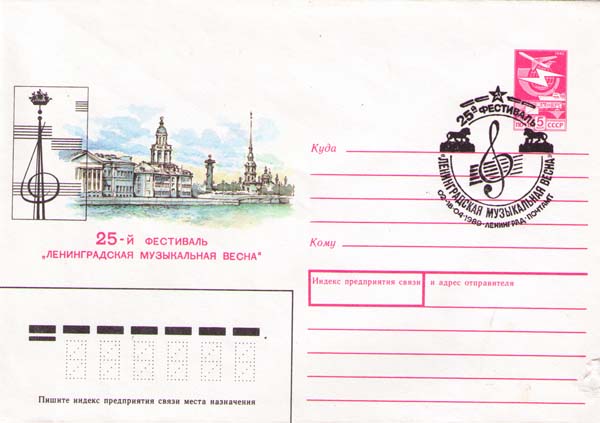 25-Й ФЕСТИВАЛЬ
„ЛЕНИНГРАДСКАЯ МУЗЫКАЛЬНАЯ ВЕСНА"
Куда
Кому
Индекс предприятия связи и адрес отправителя
Пишите индекс предприятия связи места назначения
5 СССР
25й ФЕСТИВАЛЬ
•ЛЕНИНГРАДСКАЯ МУЗЫКАЛЬНАЯ ВЕСНА•
ЛЕНИНГРАД•ПОЧТАМТ